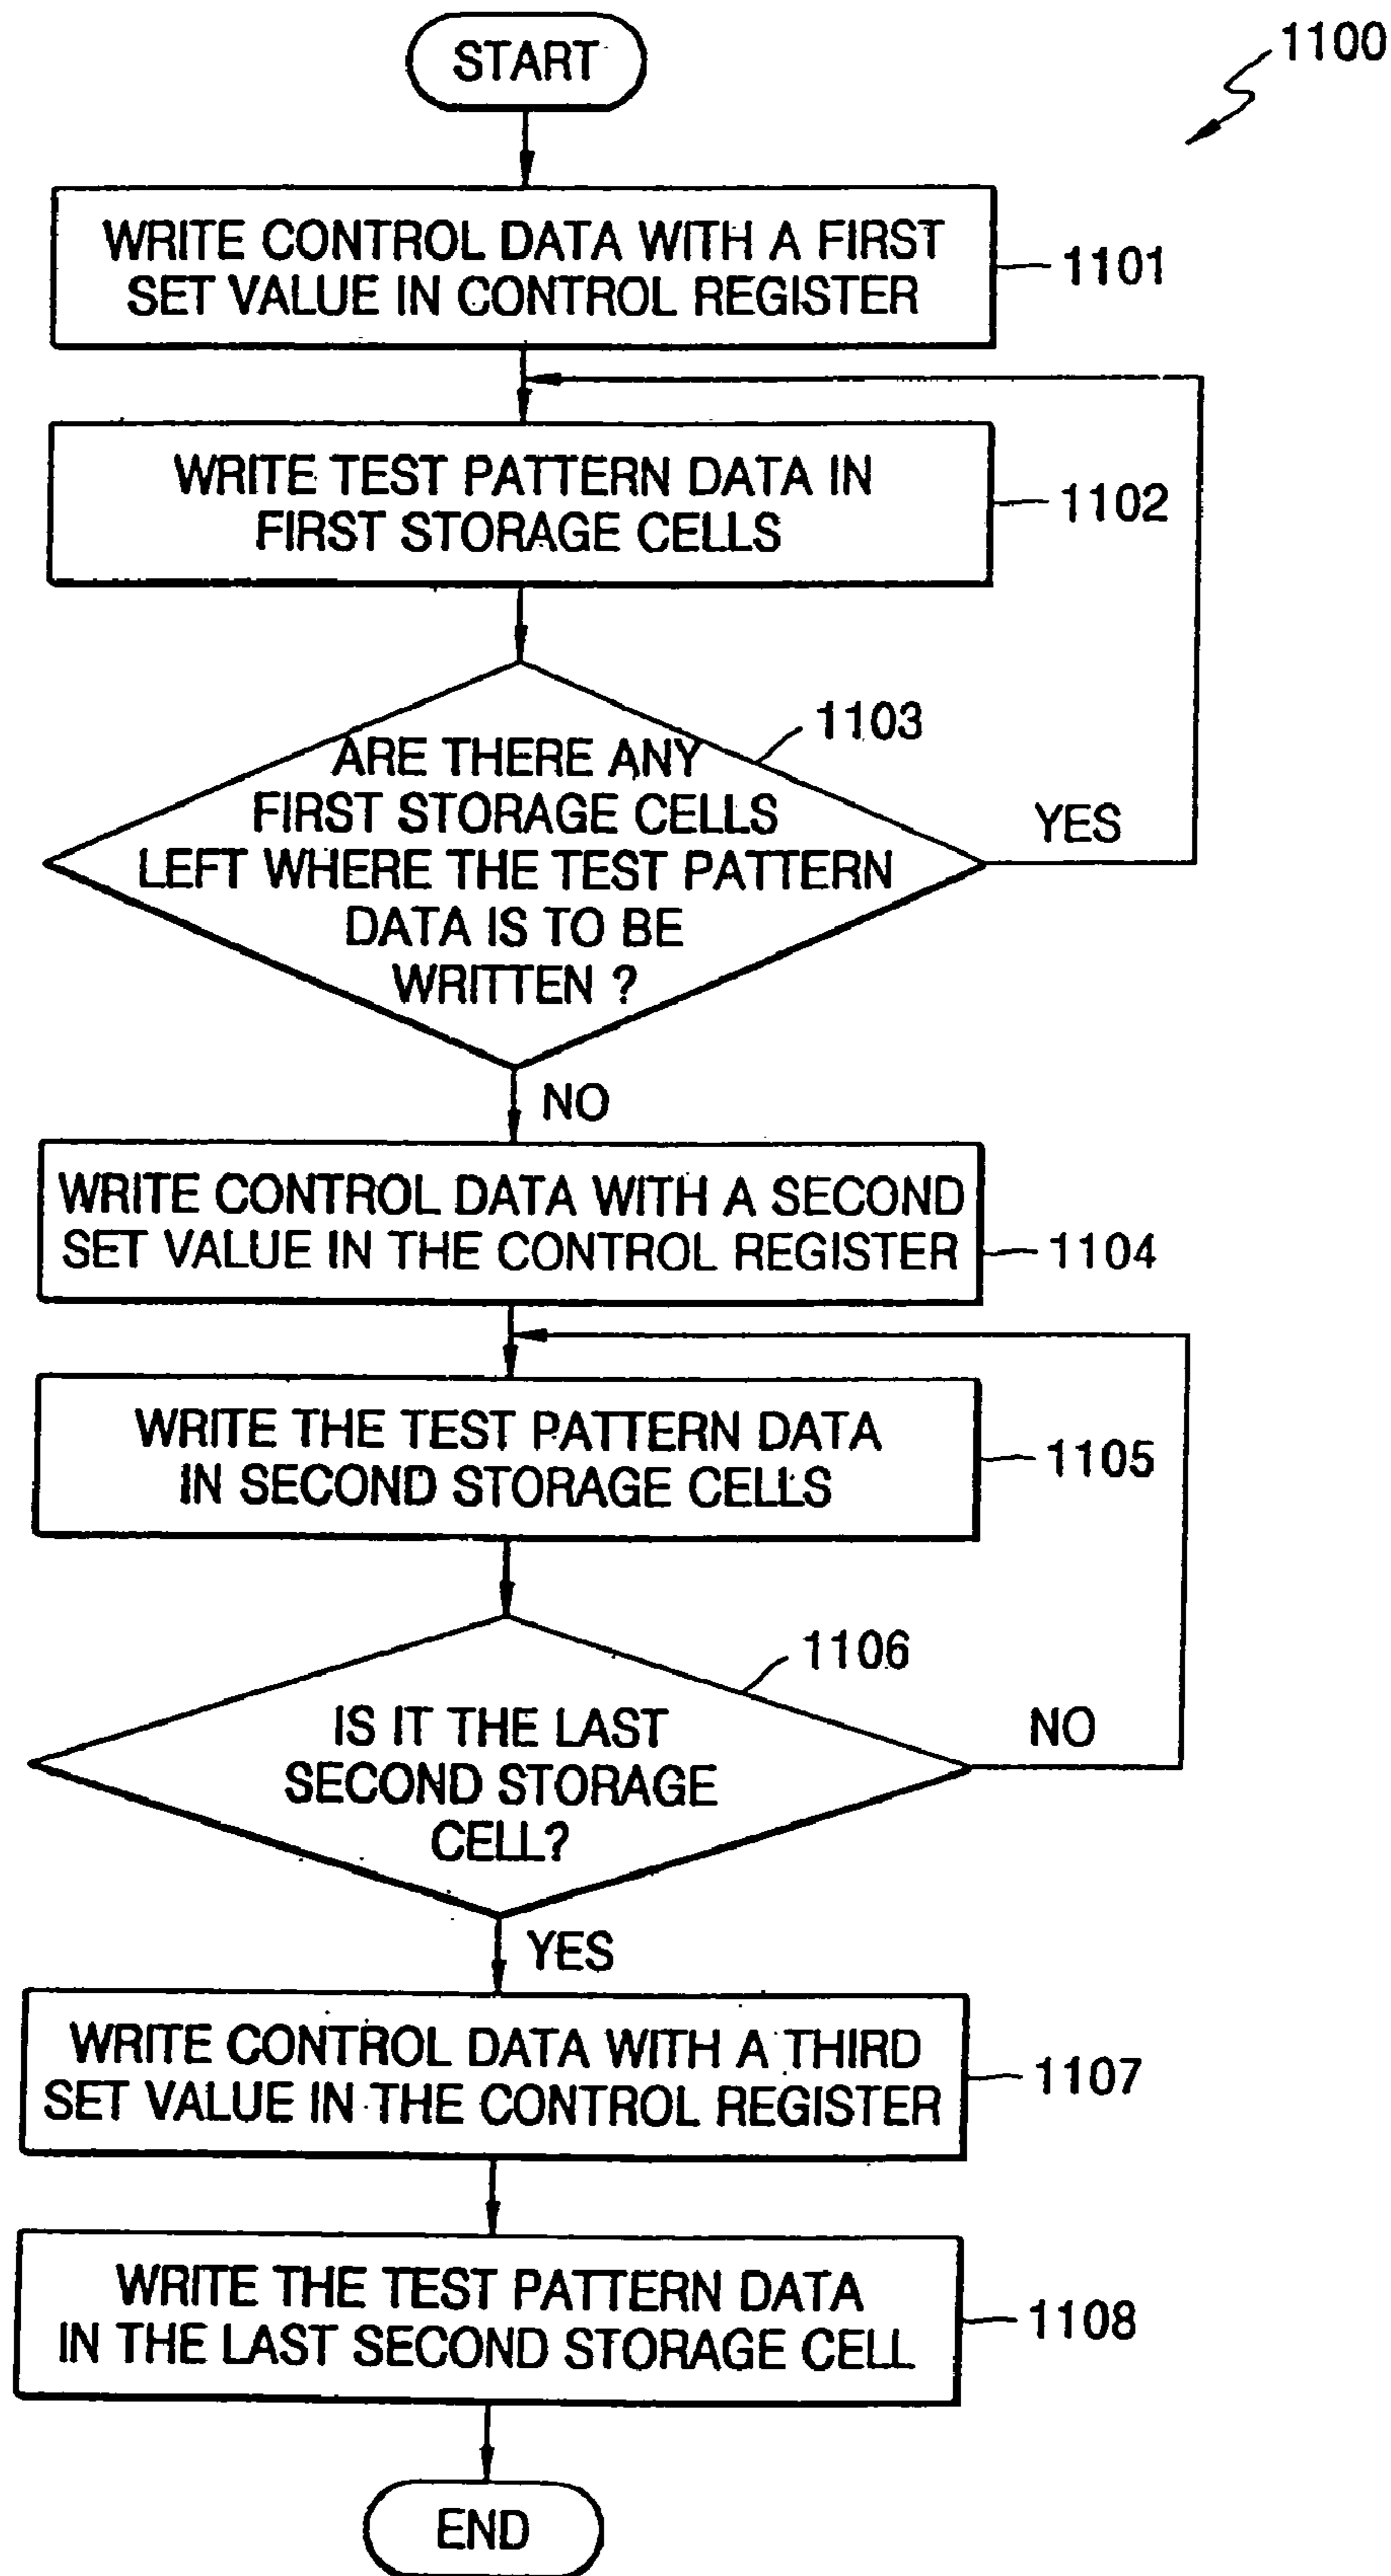 START
1100
WRITE CONTROL DATA WITH A FIRST
SET VALUE IN CONTROL REGISTER
1101
WRITE TEST PATTERN DATA IN
FIRST STORAGE CELLS
1102
1103
ARE THERE ANY
FIRST STORAGE CELLS
LEFT WHERE THE TEST PATTERN
DATA IS TO BE
WRITTEN ?
YES
NO
WRITE CONTROL DATA WITH A SECOND
SET VALUE IN THE CONTROL REGISTER
1104
WRITE THE TEST PATTERN DATA
IN SECOND STORAGE CELLS
1105
1106
IS IT THE LAST
SECOND STORAGE
CELL?
NO
YES
WRITE CONTROL DATA WITH A THIRD
SET VALUE IN THE CONTROL REGISTER
1107
WRITE THE TEST PATTERN DATA
IN THE LAST SECOND STORAGE CELL
1108
END